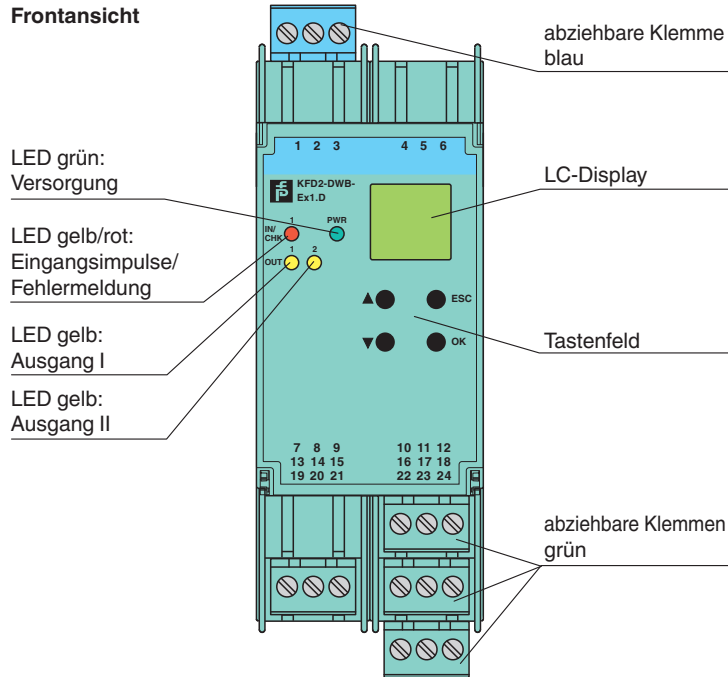 Frontansicht
abziehbare Klemme
blau
LED grün:
Versorgung
LED gelb/rot:
Eingangsimpulse/
Fehlermeldung
LED gelb:
Ausgang I
LED gelb:
Ausgang II
1 2 3 4 5 6
KFD2-DWB-
Ex1.D
1 PWR
IN/
CHK
1 2
OUT
▲ ESC
▼ OK
7 8 9 10 11 12
13 14 15 16 17 18
19 20 21 22 23 24
LC-Display
Tastenfeld
abziehbare Klemmen
grün